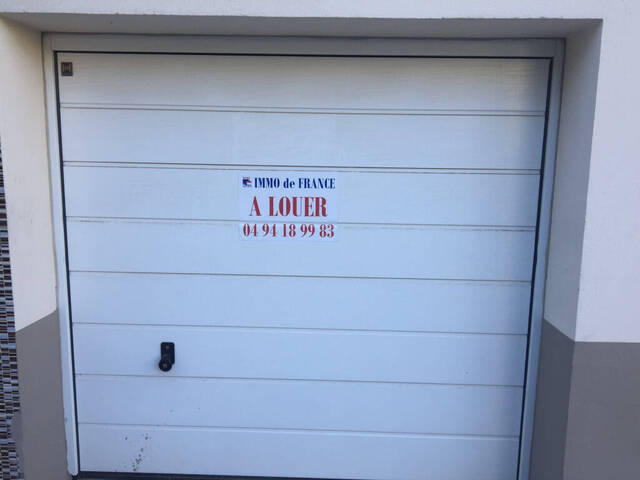 IMMO de FRANCE
A LOUER
04 94 18 99 83